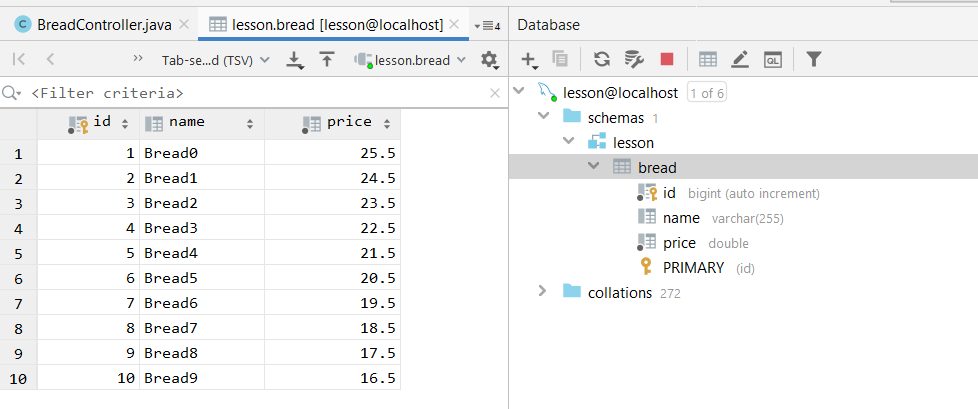 BreadController.java
lesson.bread [lesson@localhost]
4
Tab-se...d (TSV)
lesson.bread
<Filter criteria>
id name price
1 1 Bread0 25.5
2 2 Bread1 24.5
3 3 Bread2 23.5
4 4 Bread3 22.5
5 5 Bread4 21.5
6 6 Bread5 20.5
7 7 Bread6 19.5
8 8 Bread7 18.5
9 9 Bread8 17.5
10 10 Bread9 16.5
Database
QL
lesson@localhost 1 of 6
schemas 1
lesson
bread
id bigint (auto increment)
name varchar(255)
price double
PRIMARY (id)
collations 272